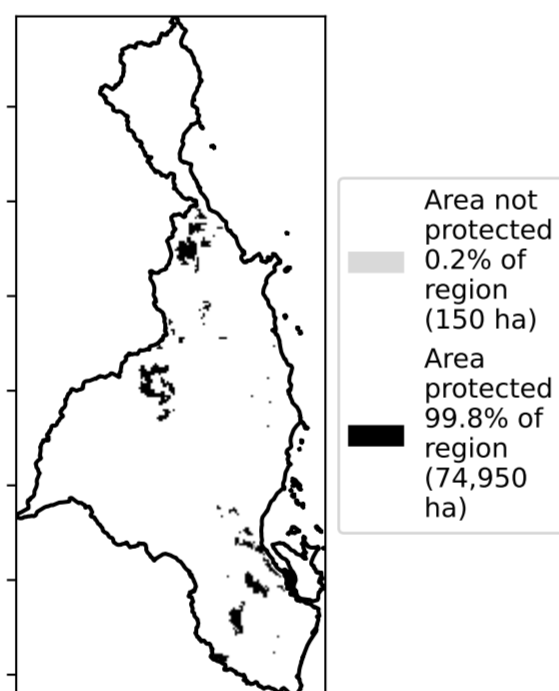 Area not
protected
0.2% of
region
(150 ha)
Area
protected
99.8% of
region
(74,950
ha)